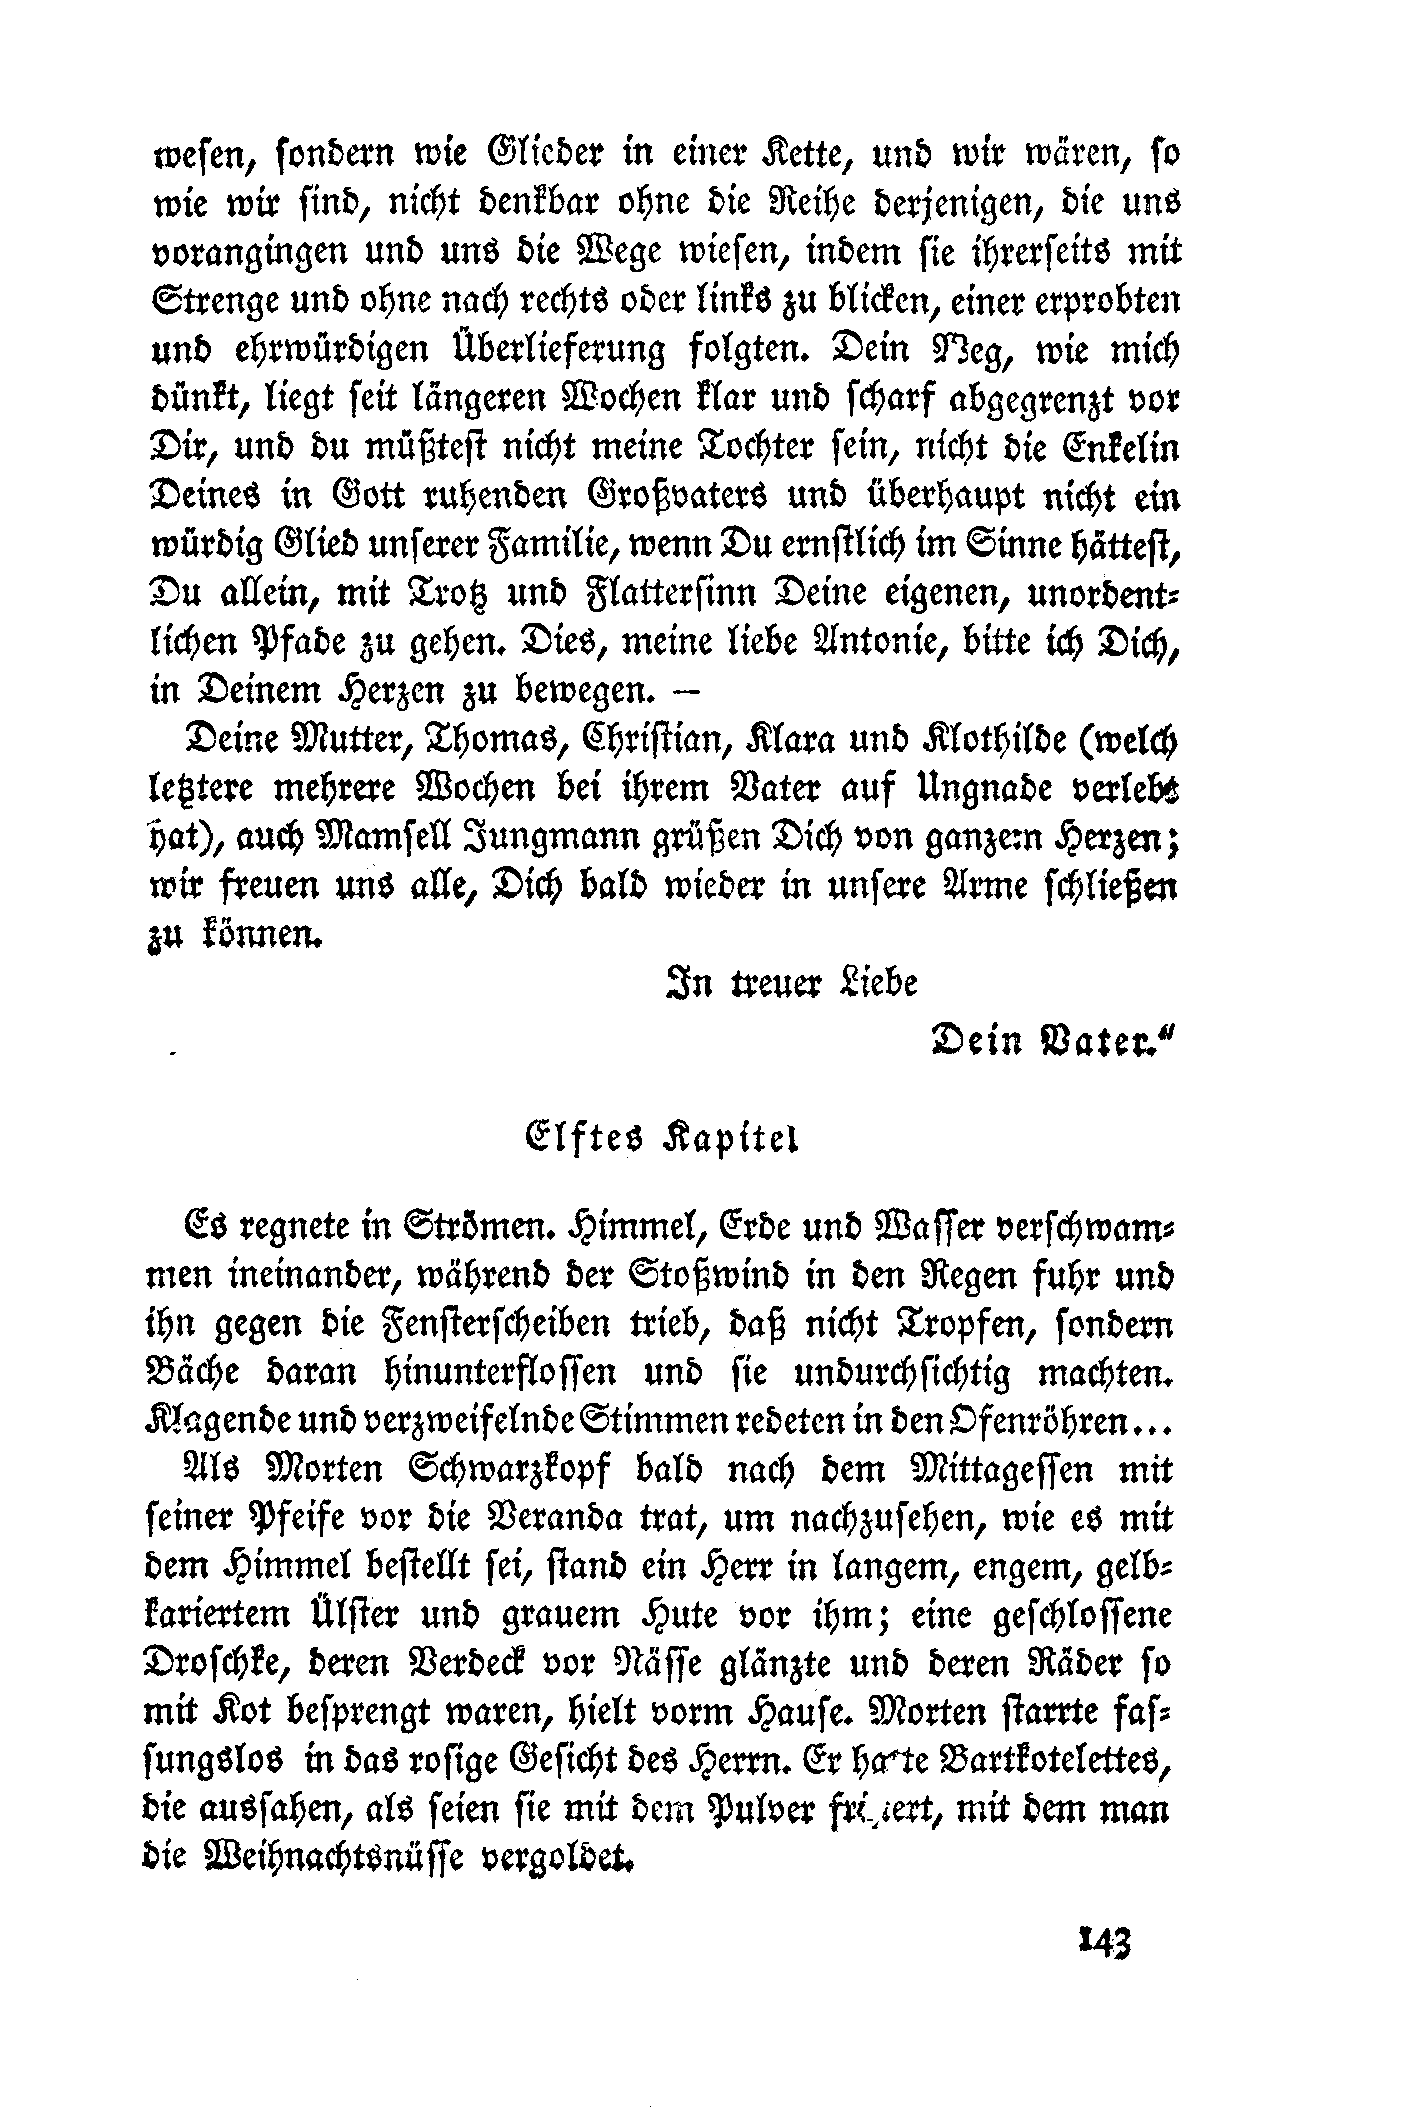 wesen, sondern wie Glieder in einer Kette, und wir wären, so
wie wir sind, nicht denkbar ohne die Reihe derjenigen, die uns
vorangingen und uns die Wege wiesen, indem sie ihrerseits mit
Strenge und ohne nach rechts oder links zu blicken, einer erprobten
und ehrwürdigen Überlieferung folgten. Dein Weg, wie mich
dünkt, liegt seit längeren Wochen klar und scharf abgegrenzt vor
Dir, und du müßtest nicht meine Tochter sein, nicht die Enkelin
Deines in Gott ruhenden Großvaters und überhaupt nicht ein
würdig Glied unserer Familie, wenn Du ernstlich im Sinne hättest,
Du allein, mit Trotz und Flattersinn Deine eigenen, unordent-
lichen Pfade zu gehen. Dies, meine liebe Antonie, bitte ich Dich,
in Deinem Herzen zu bewegen. –
Deine Mutter, Thomas, Christian, Klara und Klothilde (welch
letztere mehrere Wochen bei ihrem Vater auf Ungnade verlebt
hat), auch Mamsell Jungmann grüßen Dich von ganzem Herzen;
wir freuen uns alle, Dich bald wieder in unsere Arme schließen
zu können.
In treuer Liebe
Dein Vater.“
Elftes Kapitel
Es regnete in Strömen. Himmel, Erde und Wasser verschwam-
men ineinander, während der Stoßwind in den Regen fuhr und
ihn gegen die Fensterscheiben trieb, daß nicht Tropfen, sondern
Bäche daran hinunterflossen und sie undurchsichtig machten.
Klagende und verzweifelnde Stimmen redeten in den Ofenröhren...
Als Morten Schwarzkopf bald nach dem Mittagessen mit
seiner Pfeife vor die Veranda trat, um nachzusehen, wie es mit
dem Himmel bestellt sei, stand ein Herr in langem, engem, gelb-
kariertem Ülster und grauem Hute vor ihm; eine geschlossene
Droschke, deren Verdeck vor Nässe glänzte und deren Räder so
mit Kot besprengt waren, hielt vorm Hause. Morten starrte fas-
sungslos in das rosige Gesicht des Herrn. Er hatte Bartkotelettes,
die aussahen, als seien sie mit dem Pulver frisiert, mit dem man
die Weihnachtsnüsse vergoldet.
143